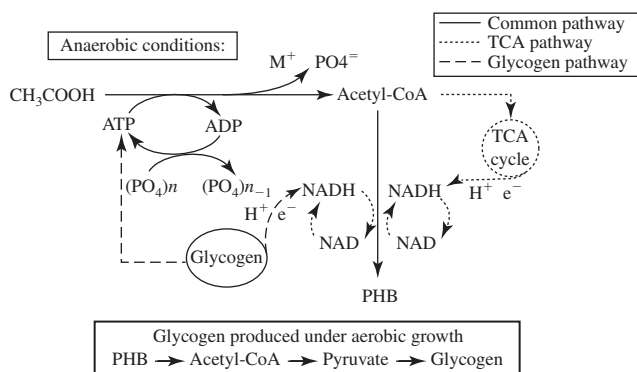 Anaerobic conditions:
Common pathway
TCA pathway
Glycogen pathway
M⁺ PO4⁼
CH₃COOH Acetyl-CoA
ATP ADP
TCA
cycle
(PO₄)n (PO₄)n₋₁
NADH NADH
H⁺ e⁻ H⁺ e⁻
NAD NAD
Glycogen
PHB
Glycogen produced under aerobic growth
PHB → Acetyl-CoA → Pyruvate → Glycogen